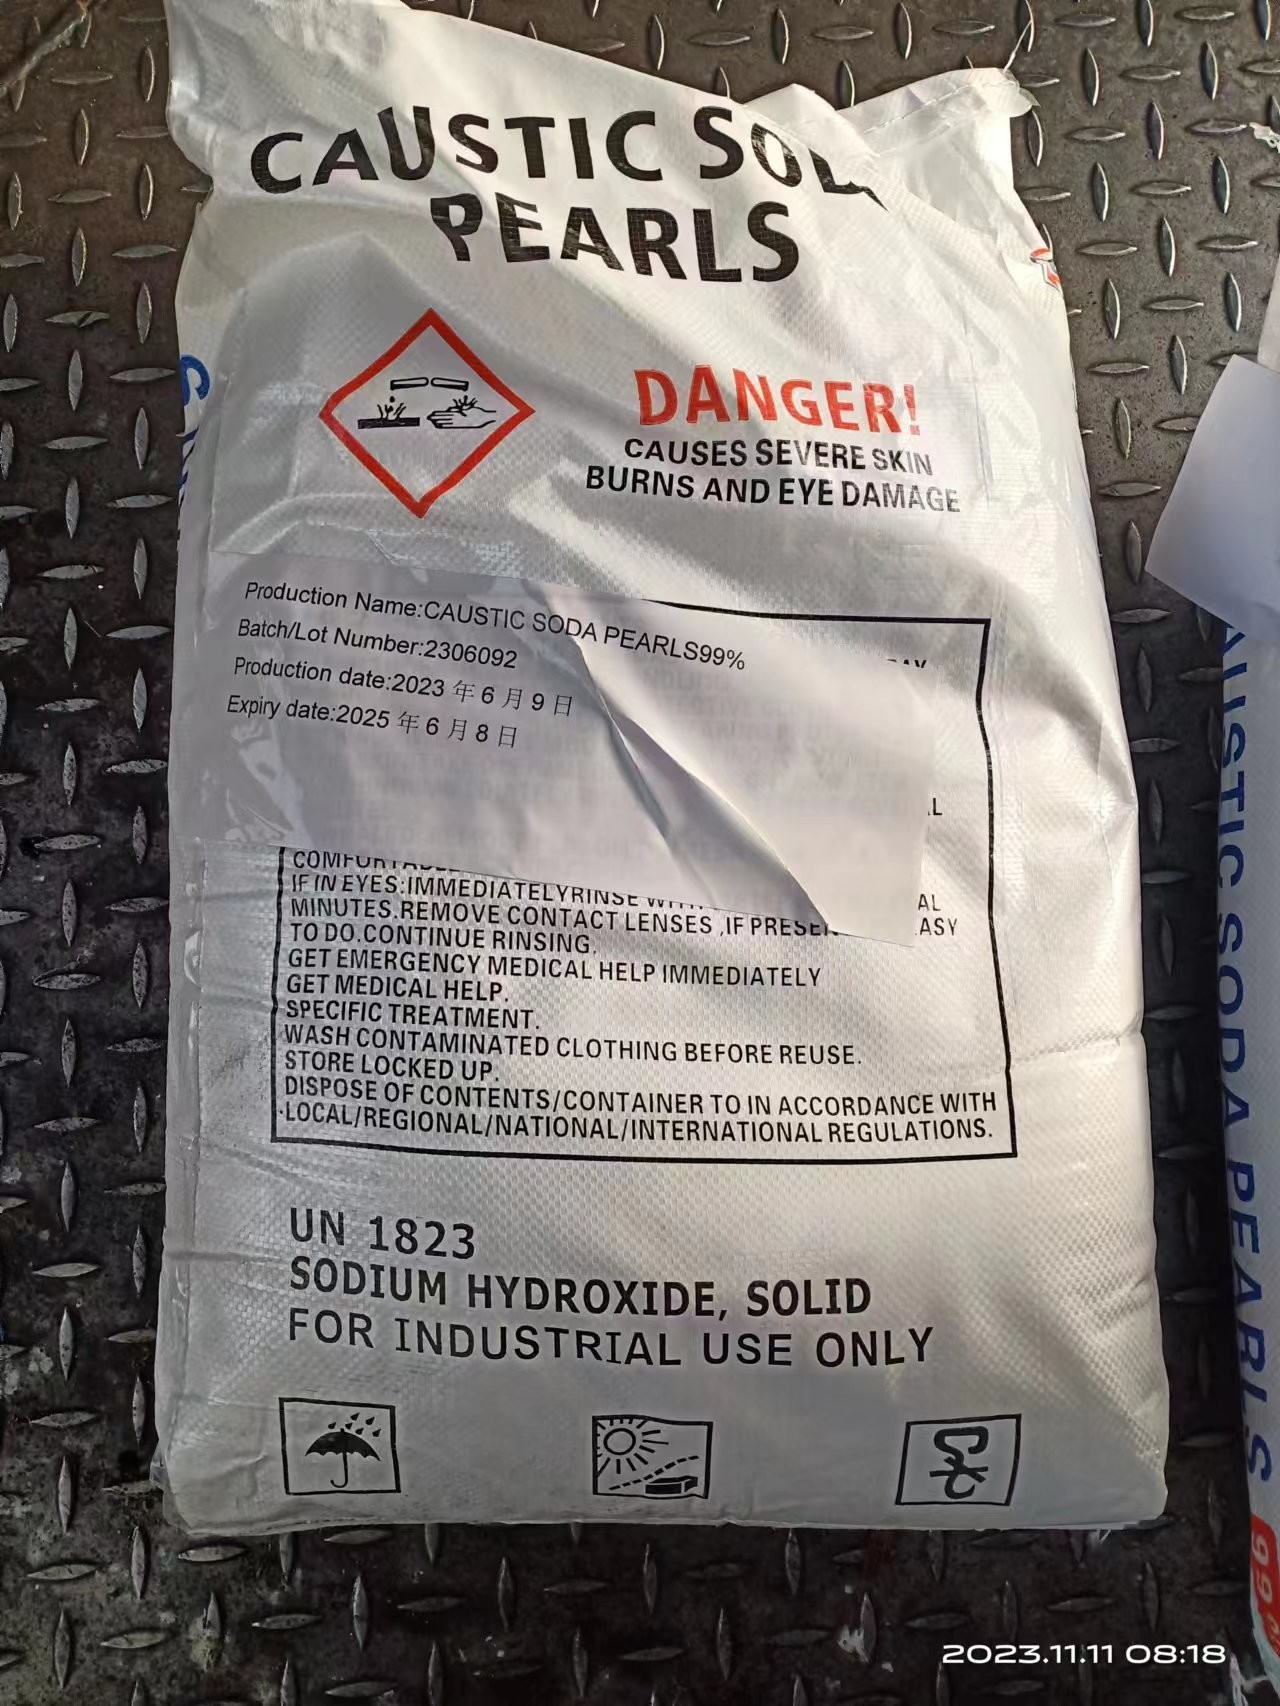 CAUSTIC SODA
PEARLS
DANGER!
CAUSES SEVERE SKIN
BURNS AND EYE DAMAGE
Production Name:CAUSTIC SODA PEARLS99%
Batch/Lot Number:2306092
Production date:2023 年 6 月 9 日
Expiry date:2025 年 6 月 8 日
IF IN EYES:IMMEDIATELYRINSE
AL
MINUTES.REMOVE CONTACT LENSES ,IF
TO DO.CONTINUE RINSING.
GET EMERGENCY MEDICAL HELP IMMEDIATELY
GET MEDICAL HELP.
SPECIFIC TREATMENT.
WASH CONTAMINATED CLOTHING BEFORE REUSE.
STORE LOCKED UP.
DISPOSE OF CONTENTS/CONTAINER TO IN ACCORDANCE WITH
LOCAL/REGIONAL/NATIONAL/INTERNATIONAL REGULATIONS.
UN 1823
SODIUM HYDROXIDE, SOLID
FOR INDUSTRIAL USE ONLY
AUSTIC SODA PEARLS
99
2023.11.11 08:18